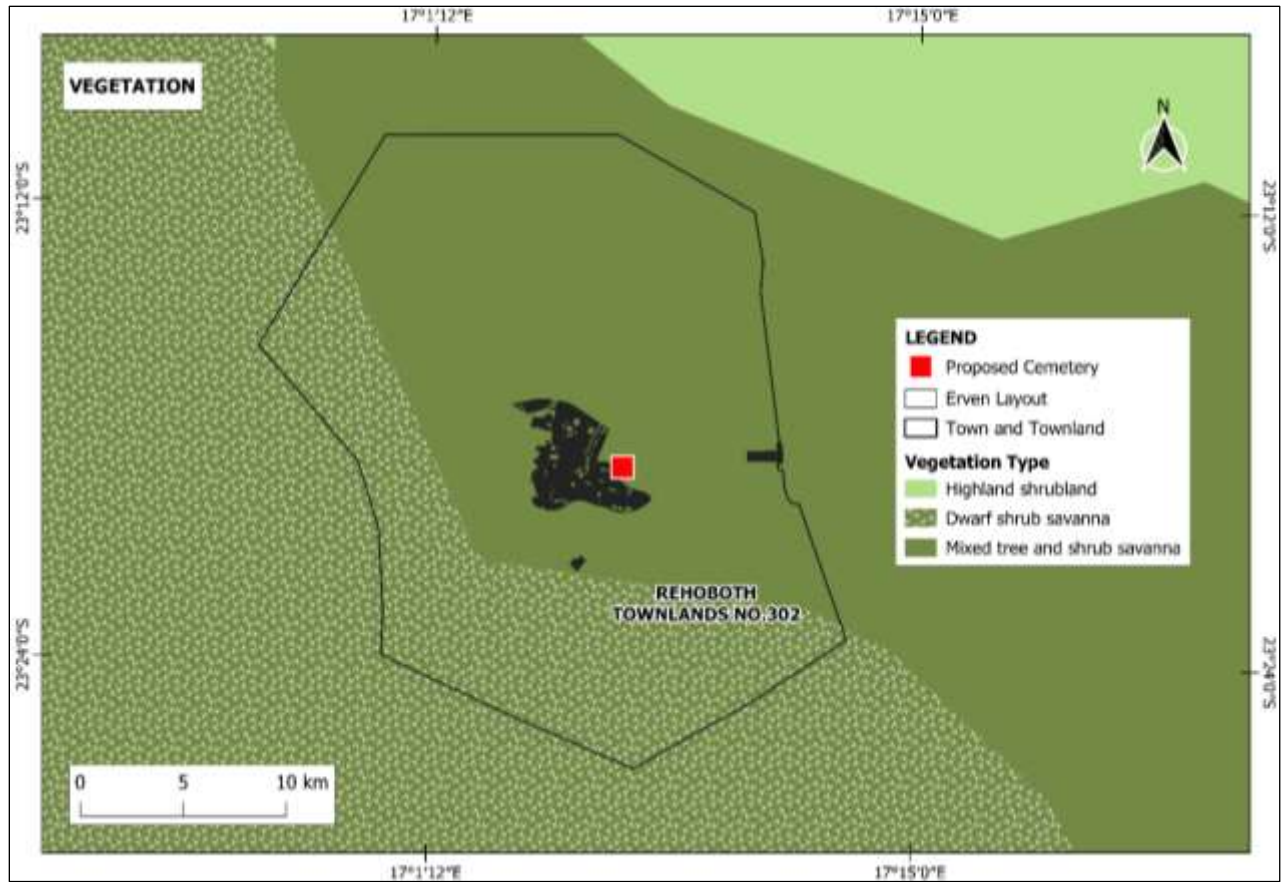 17°1'12"E 17°15'0"E
VEGETATION
N
23°12'0"S 23°12'0"S
LEGEND
Proposed Cemetery
Erven Layout
Town and Townland
Vegetation Type
Highland shrubland
Dwarf shrub savanna
Mixed tree and shrub savanna
REHOBOTH
TOWNLANDS NO.302
23°24'0"S 23°24'0"S
0 5 10 km
17°1'12"E 17°15'0"E